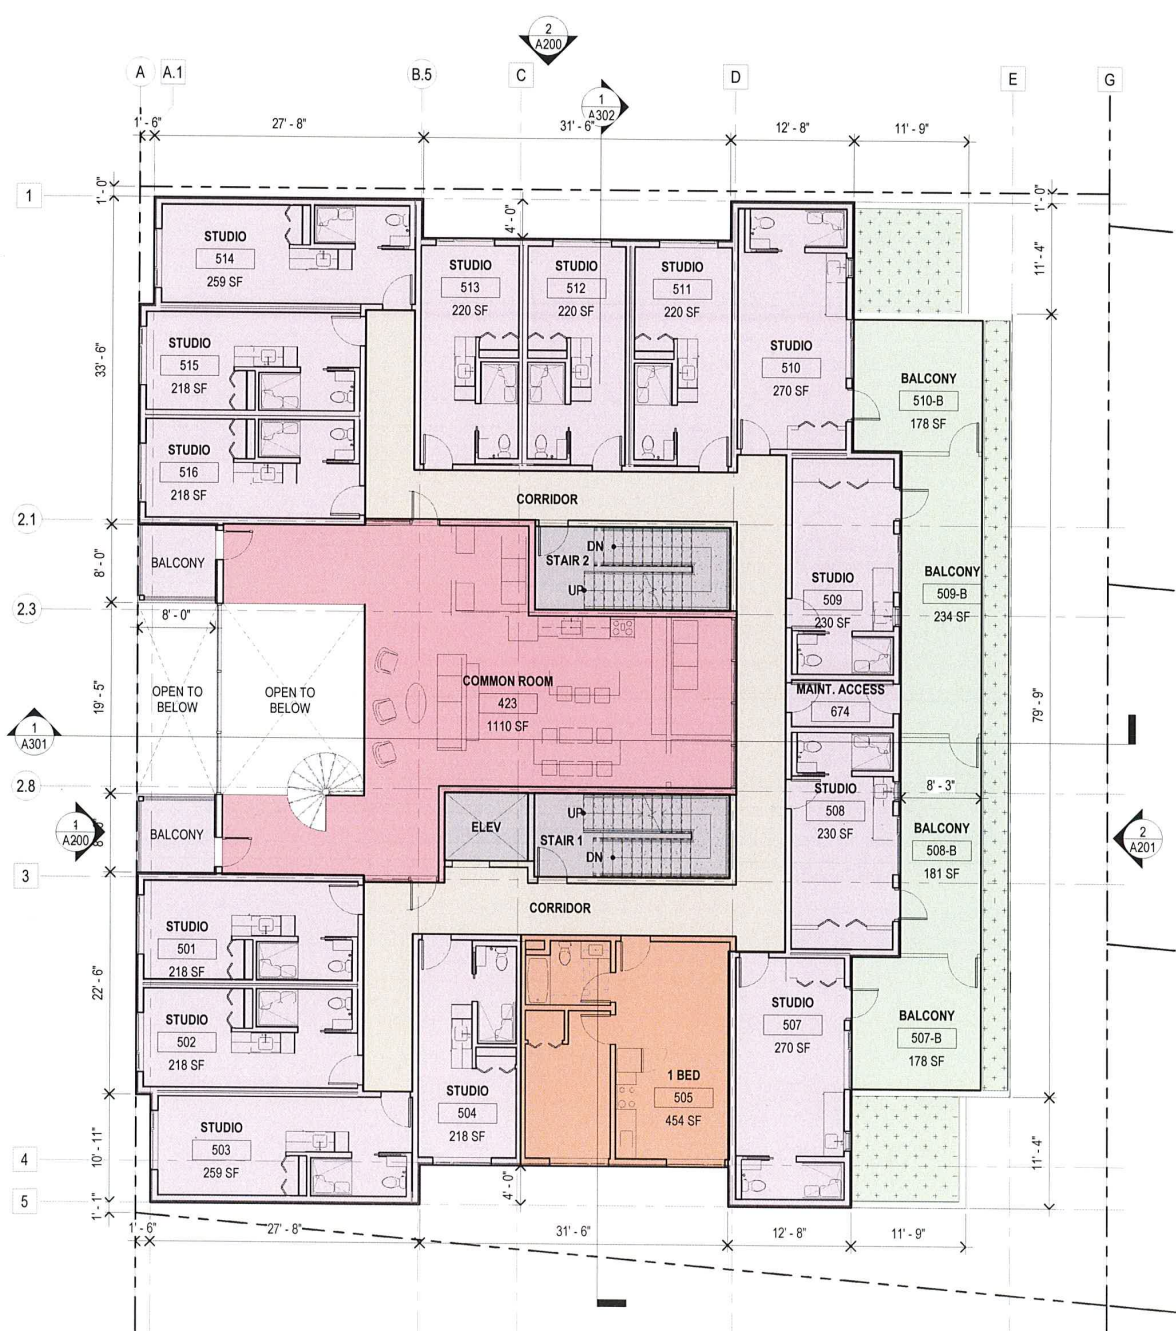 2
A200
A
A.1
B.5
C
D
E
G
1
A302
1' - 6"
27' - 8"
31' - 6"
12' - 8"
11' - 9"
1
1' - 0"
4' - 0"
1' - 0"
11' - 4"
33' - 6"
STUDIO
514
259 SF
STUDIO
513
220 SF
STUDIO
512
220 SF
STUDIO
511
220 SF
STUDIO
510
270 SF
STUDIO
515
218 SF
BALCONY
510-B
178 SF
STUDIO
516
218 SF
CORRIDOR
2.1
8' - 0"
BALCONY
STAIR 2
DN
UP
STUDIO
509
230 SF
BALCONY
509-B
234 SF
2.3
8' - 0"
19' - 5"
OPEN TO
BELOW
OPEN TO
BELOW
COMMON ROOM
423
1110 SF
MAINT. ACCESS
674
79' - 9"
1
A301
2.8
STUDIO
508
230 SF
8' - 3"
1
A200
BALCONY
ELEV
UP
STAIR 1
DN
BALCONY
508-B
181 SF
2
A201
3
CORRIDOR
STUDIO
501
218 SF
22' - 6"
STUDIO
502
218 SF
STUDIO
507
270 SF
BALCONY
507-B
178 SF
STUDIO
504
218 SF
1 BED
505
454 SF
STUDIO
503
259 SF
10' - 11"
4
5
1' - 1"
4' - 0"
11' - 4"
1' - 6"
27' - 8"
31' - 6"
12' - 8"
11' - 9"